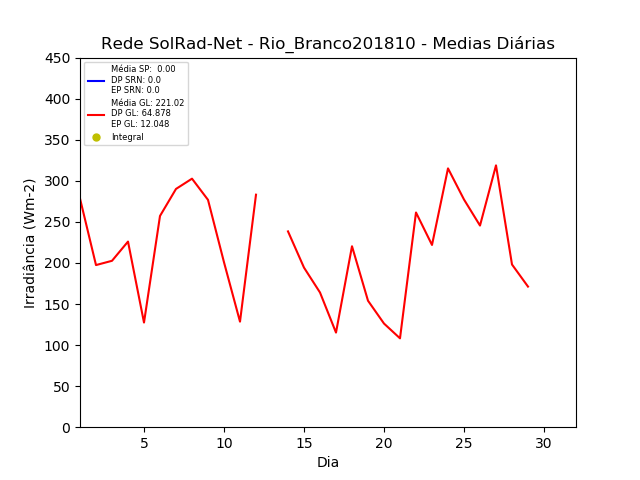 Rede SolRad-Net - Rio_Branco201810 - Medias Diárias
Média SP:  0.00
DP SRN: 0.0
EP SRN: 0.0
Média GL: 221.02
DP GL: 64.878
EP GL: 12.048
Integral
450
400
350
300
250
200
150
100
50
0
Irradiância (Wm-2)
5
10
15
20
25
30
Dia